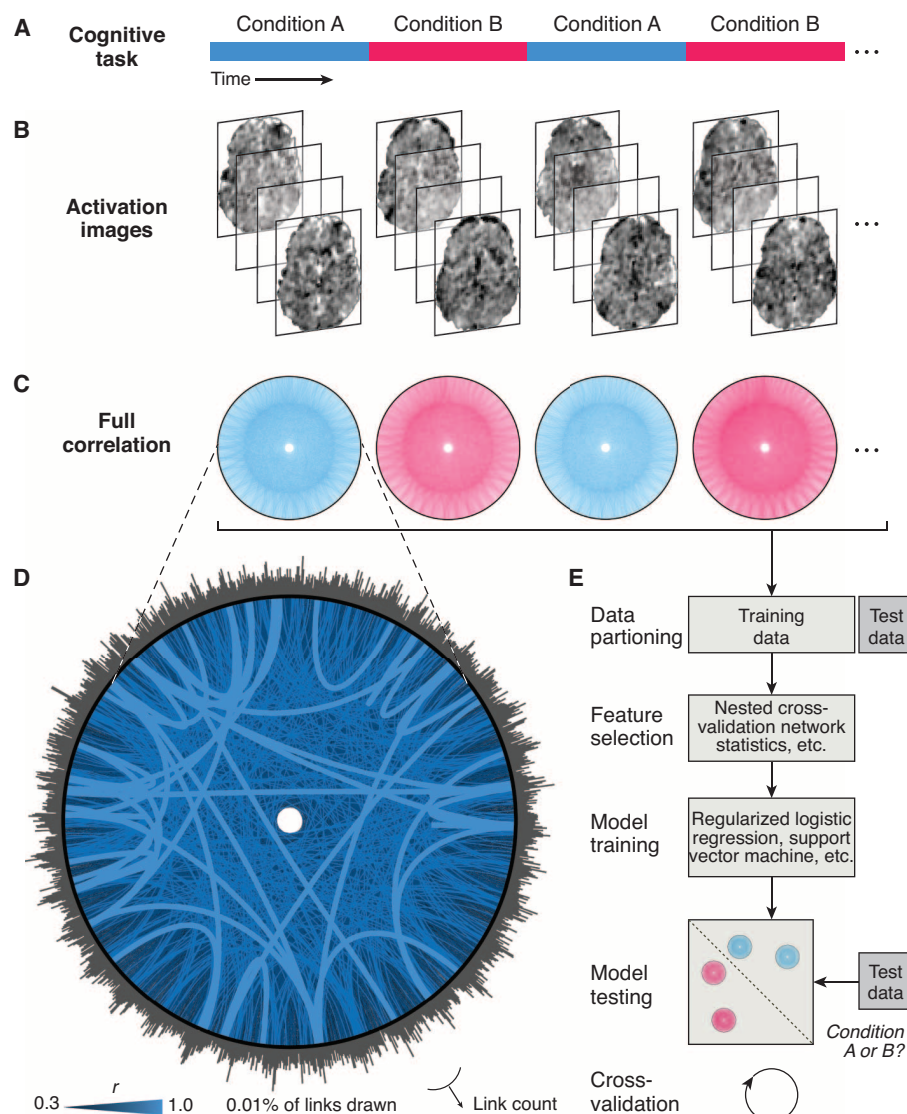 A
Cognitive
task
Condition A
Condition B
Condition A
Condition B
...
Time
B
Activation
images
...
C
Full
correlation
...
D
0.3
r
1.0
0.01% of links drawn
Link count
E
Data
partioning
Training
data
Test
data
Feature
selection
Nested cross-
validation network
statistics, etc.
Model
training
Regularized logistic
regression, support
vector machine, etc.
Model
testing
Test
data
Condition
A or B?
Cross-
validation